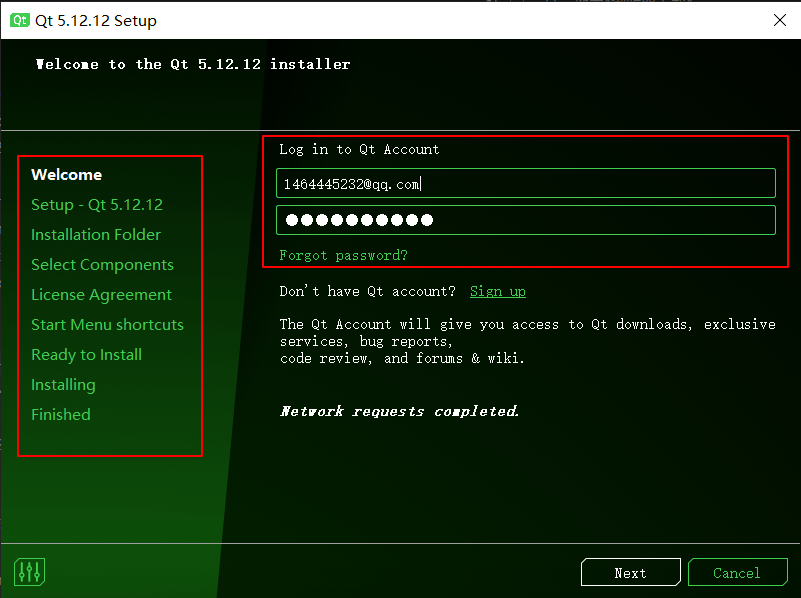 Qt Qt 5.12.12 Setup
Welcome to the Qt 5.12.12 installer
Welcome
Setup - Qt 5.12.12
Installation Folder
Select Components
License Agreement
Start Menu shortcuts
Ready to Install
Installing
Finished
Log in to Qt Account
1464445232@qq.com
●●●●●●●●●●
Forgot password?
Don't have Qt account? Sign up
The Qt Account will give you access to Qt downloads, exclusive
services, bug reports,
code review, and forums & wiki.
Network requests completed.
Next
Cancel